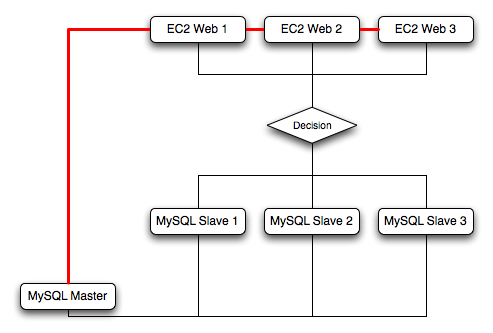 EC2 Web 1
EC2 Web 2
EC2 Web 3
Decision
MySQL Slave 1
MySQL Slave 2
MySQL Slave 3
MySQL Master